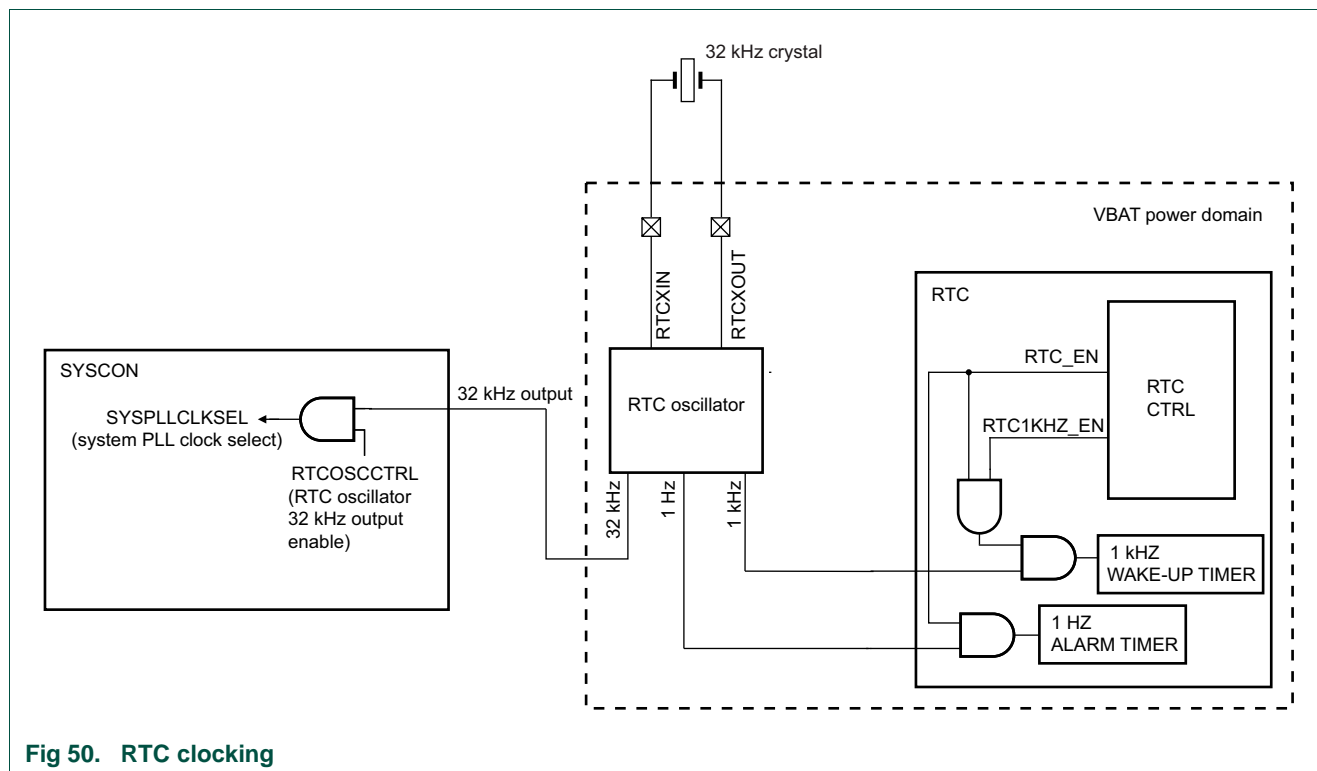 32 kHz crystal
VBAT power domain
RTCXIN
RTCXOUT
RTC
RTC_EN
RTC
CTRL
RTC1KHZ_EN
SYSCON
32 kHz output
SYSPLLCLKSEL
(system PLL clock select)
RTCOSCCTRL
(RTC oscillator
32 kHz output
enable)
RTC oscillator
32 kHz
1 Hz
1 kHz
1 kHZ
WAKE-UP TIMER
1 HZ
ALARM TIMER
Fig 50. RTC clocking